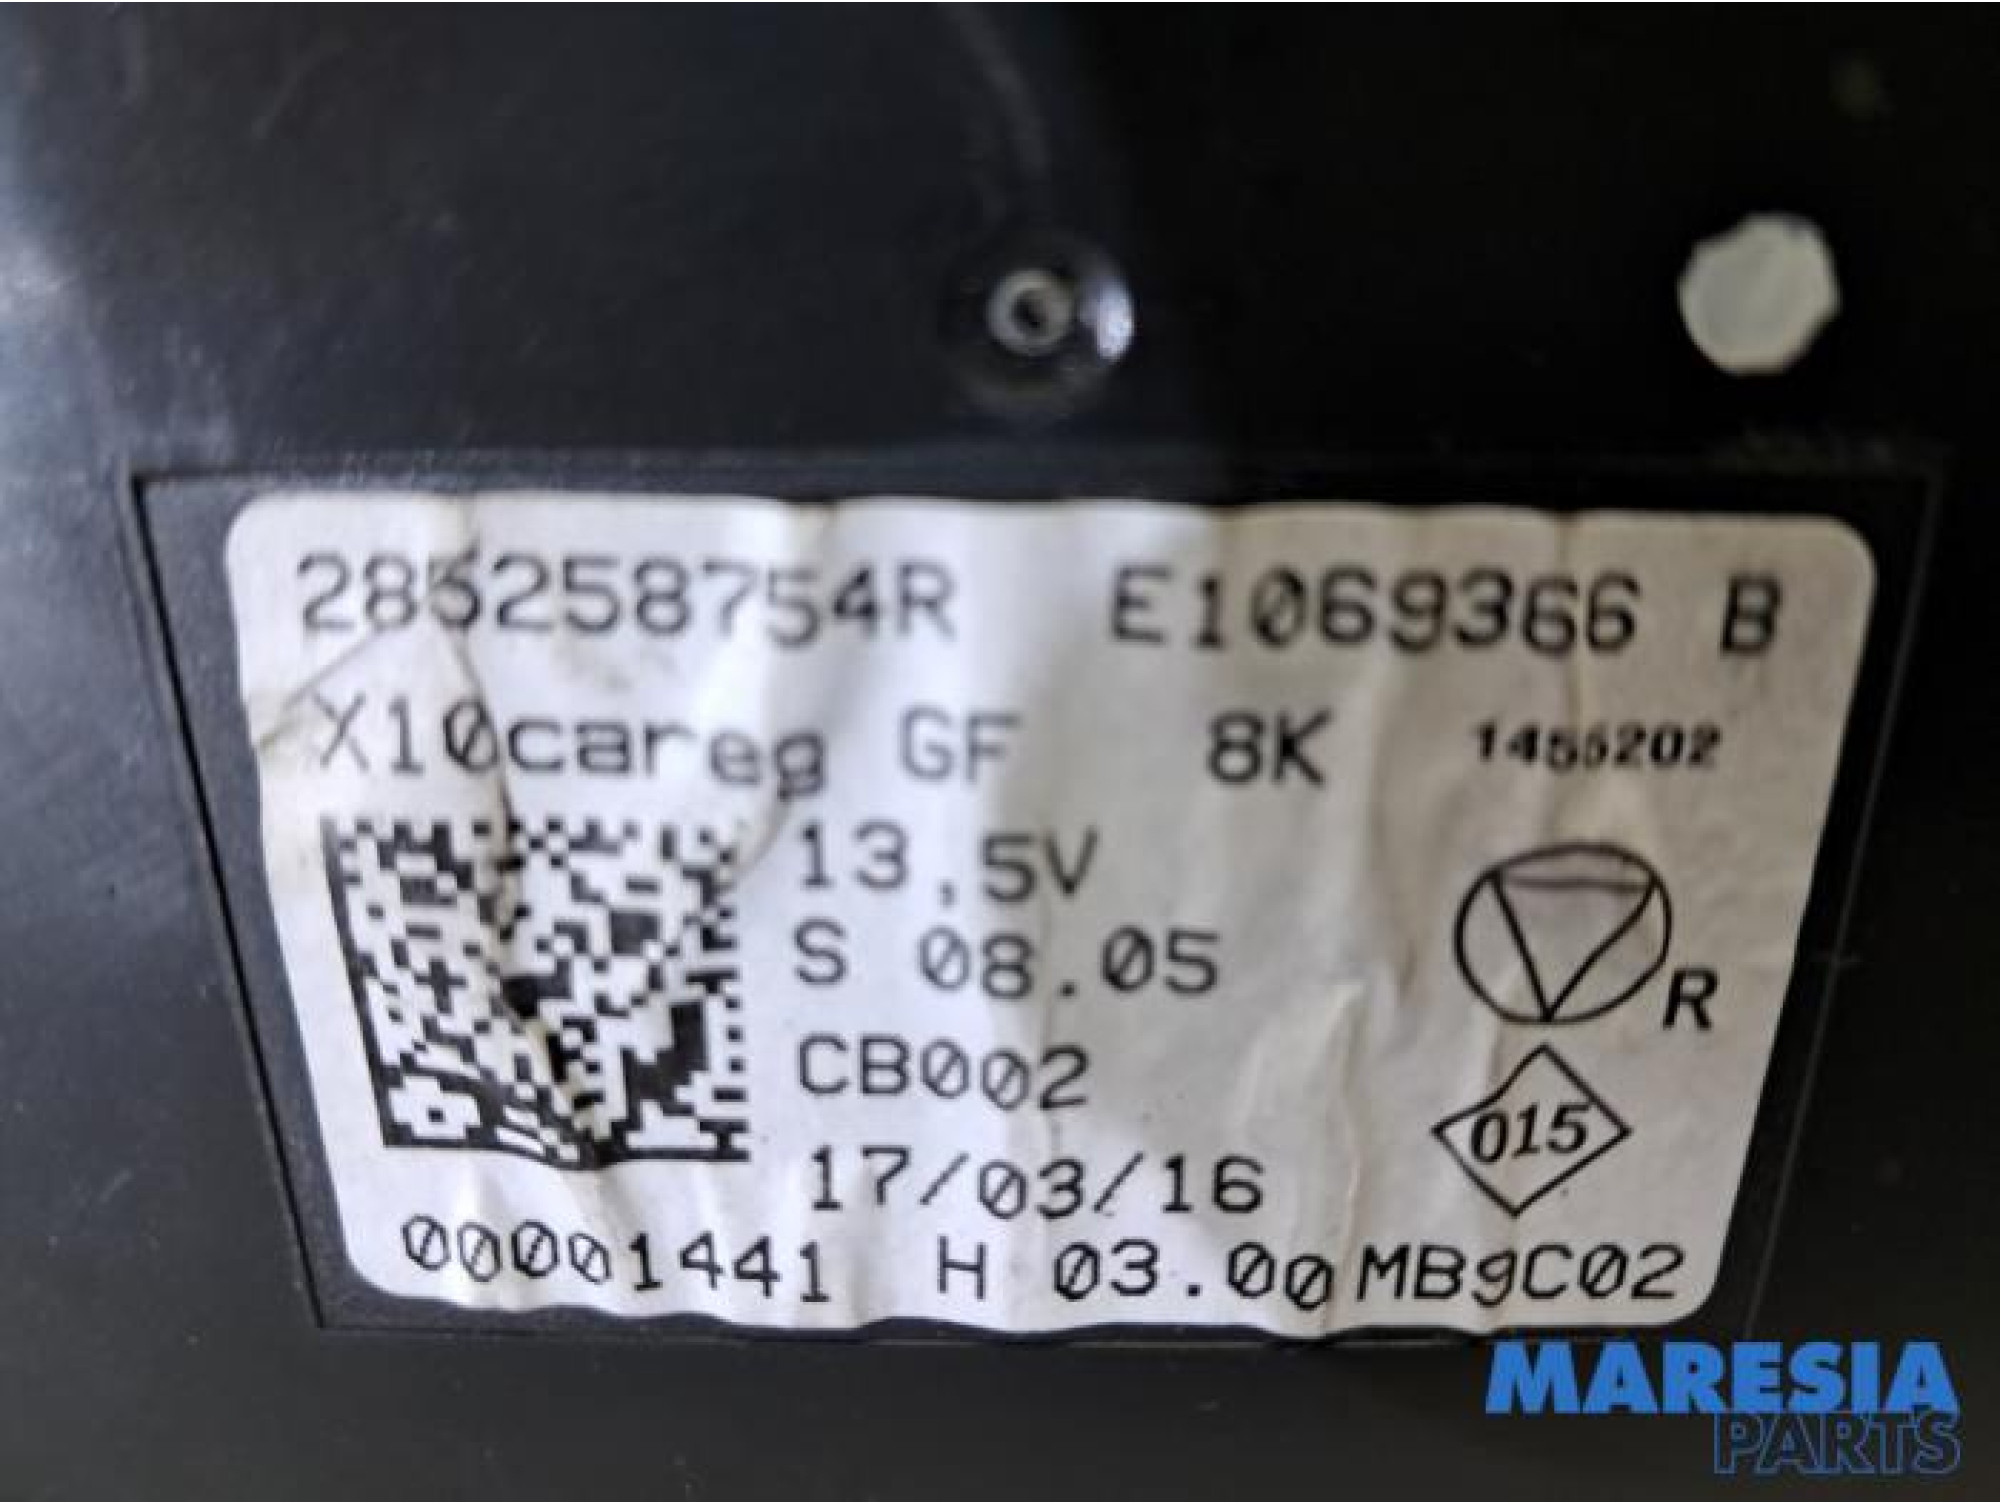 285258754R E1069366 B
X10careg GF 8K 1455202
13,5V
S 08.05
CB002
R
015
17/03/16
00001441 H 03.00 MB9C02
MARESIA
PARTS